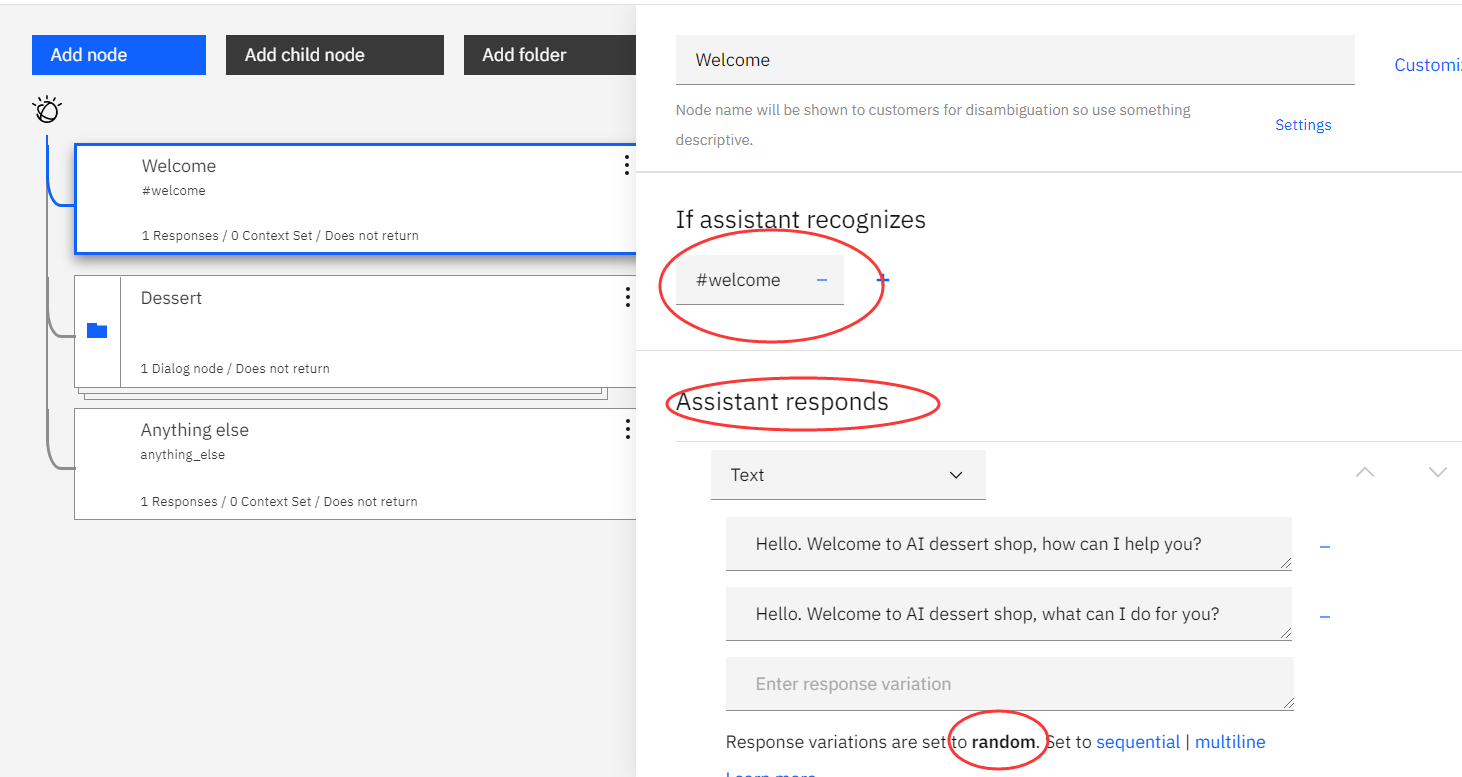 Add node
Add child node
Add folder
Welcome
#welcome
1 Responses / 0 Context Set / Does not return
Dessert
1 Dialog node / Does not return
Anything else
anything_else
1 Responses / 0 Context Set / Does not return
Welcome
Customiz
Node name will be shown to customers for disambiguation so use something
descriptive.
Settings
If assistant recognizes
#welcome
Assistant responds
Text
Hello. Welcome to AI dessert shop, how can I help you?
Hello. Welcome to AI dessert shop, what can I do for you?
Enter response variation
Response variations are set to random. Set to sequential | multiline
Learn more